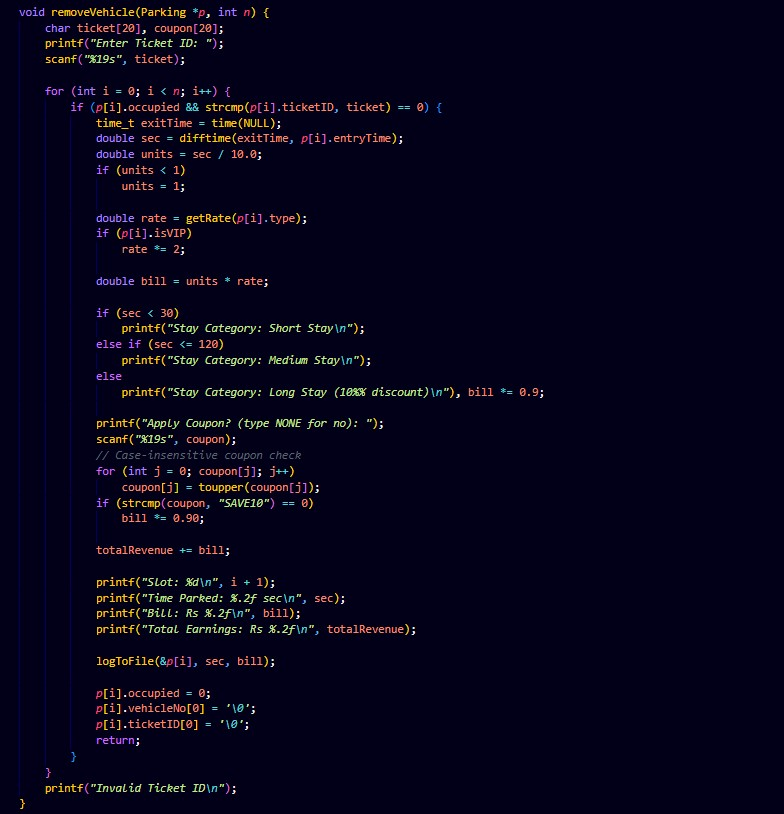 void removeVehicle(Parking *p, int n) {
    char ticket[20], coupon[20];
    printf("Enter Ticket ID: ");
    scanf("%19s", ticket);

    for (int i = 0; i < n; i++) {
        if (p[i].occupied && strcmp(p[i].ticketID, ticket) == 0) {
            time_t exitTime = time(NULL);
            double sec = difftime(exitTime, p[i].entryTime);
            double units = sec / 10.0;
            if (units < 1)
                units = 1;

            double rate = getRate(p[i].type);
            if (p[i].isVIP)
                rate *= 2;

            double bill = units * rate;

            if (sec < 30)
                printf("Stay Category: Short Stay\n");
            else if (sec <= 120)
                printf("Stay Category: Medium Stay\n");
            else
                printf("Stay Category: Long Stay (10%% discount)\n"), bill *= 0.9;

            printf("Apply Coupon? (type NONE for no): ");
            scanf("%19s", coupon);
            // Case-insensitive coupon check
            for (int j = 0; coupon[j]; j++)
                coupon[j] = toupper(coupon[j]);
            if (strcmp(coupon, "SAVE10") == 0)
                bill *= 0.90;

            totalRevenue += bill;

            printf("Slot: %d\n", i + 1);
            printf("Time Parked: %.2f sec\n", sec);
            printf("Bill: Rs %.2f\n", bill);
            printf("Total Earnings: Rs %.2f\n", totalRevenue);

            logToFile(&p[i], sec, bill);

            p[i].occupied = 0;
            p[i].vehicleNo[0] = '\0';
            p[i].ticketID[0] = '\0';
            return;
        }
    }
    printf("Invalid Ticket ID\n");
}